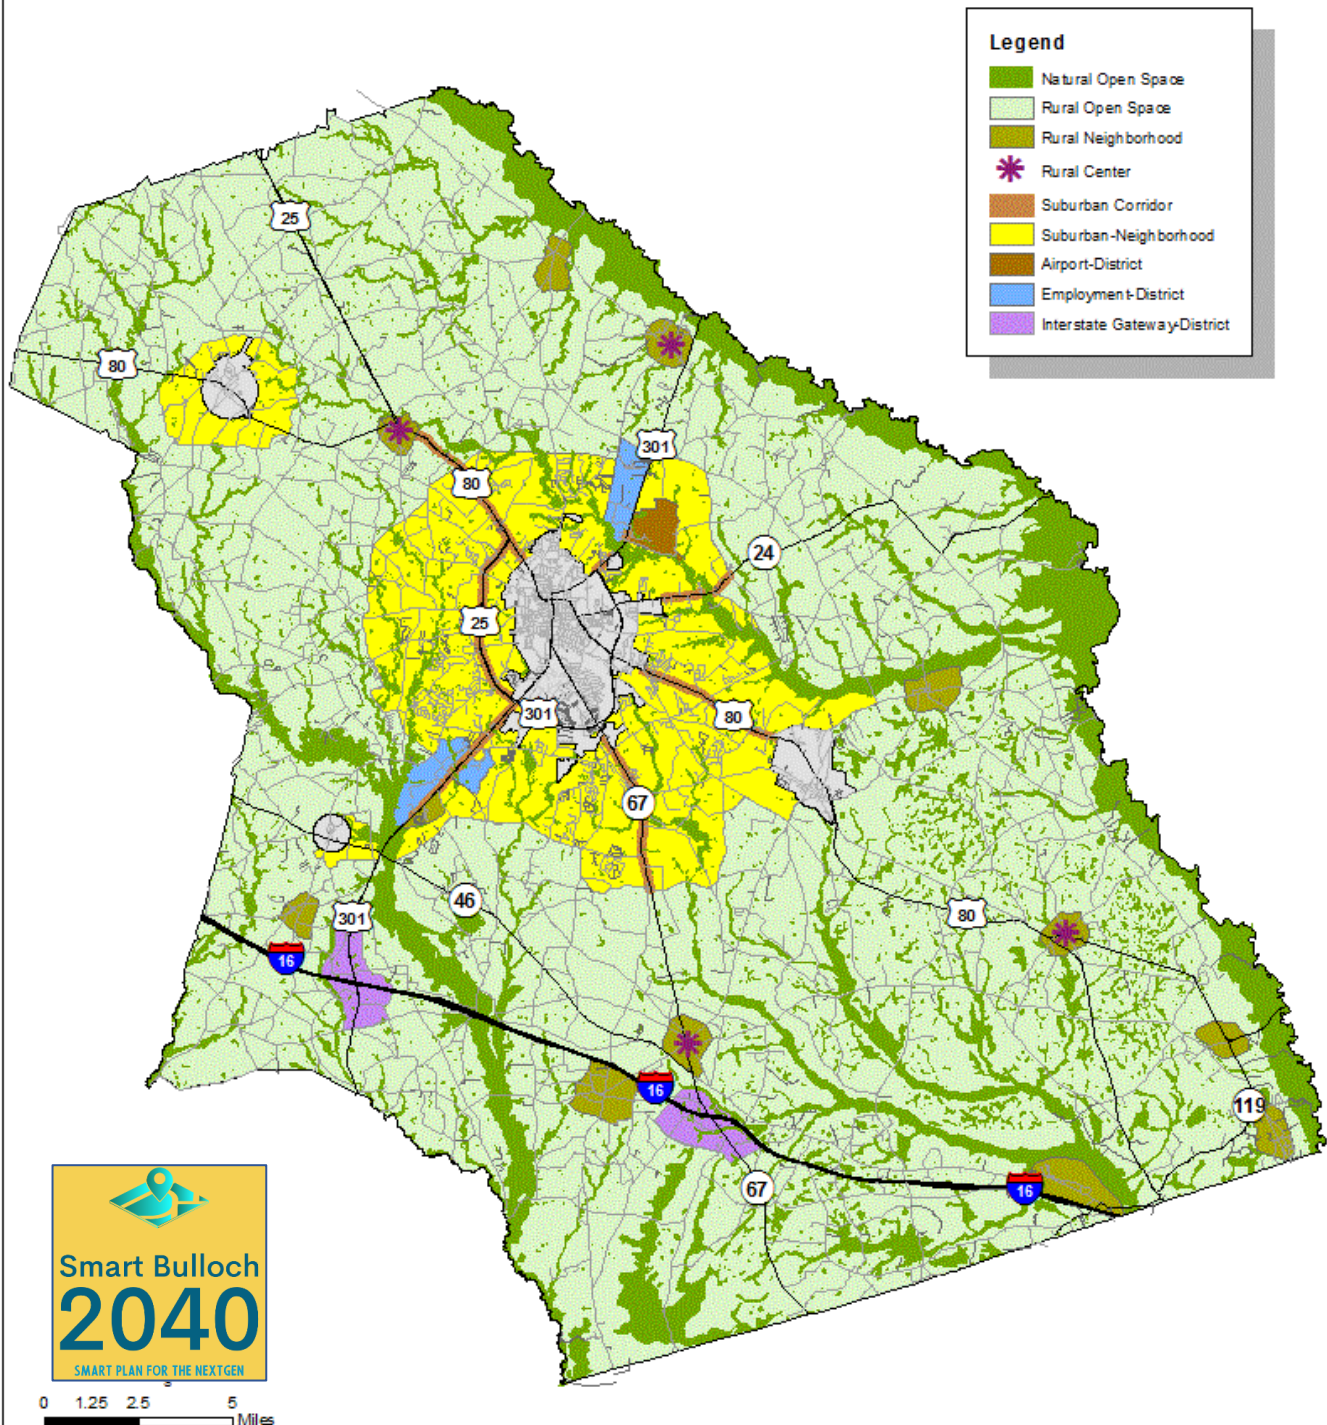 Legend
Natural Open Space
Rural Open Space
Rural Neighborhood
Rural Center
Suburban Corridor
Suburban-Neighborhood
Airport-District
Employment-District
Interstate Gateway-District
25
80
301
80
24
25
301
80
67
46
80
301
16
16
119
67
16
Smart Bulloch
2040
SMART PLAN FOR THE NEXTGEN
0 1.25 2.5 5
Miles